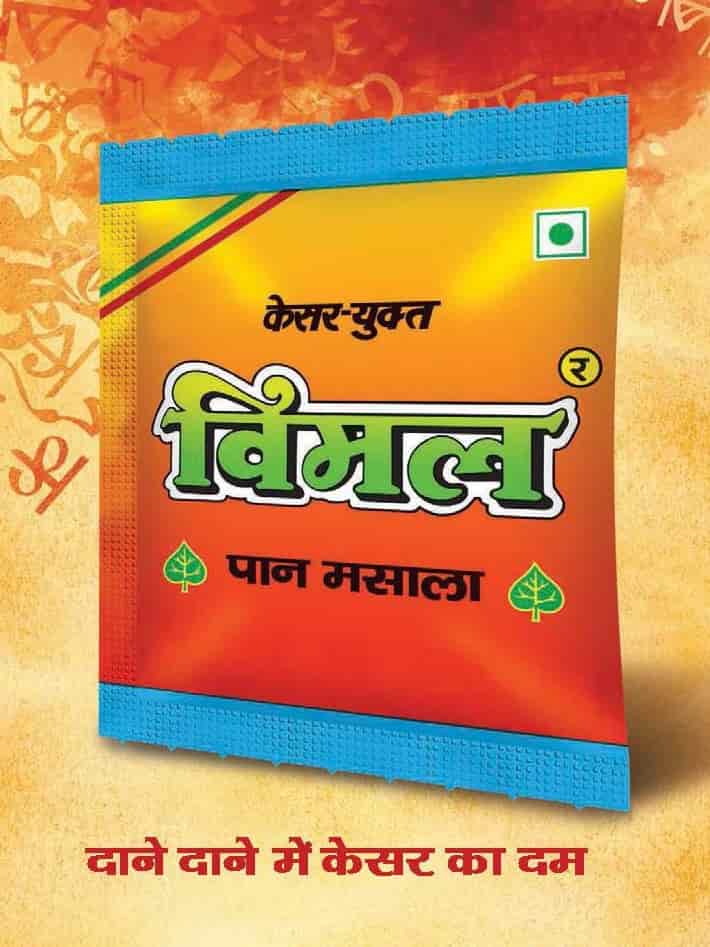 केसर-युक्त
विमल
र
पान मसाला
दाने दाने में केसर का दम